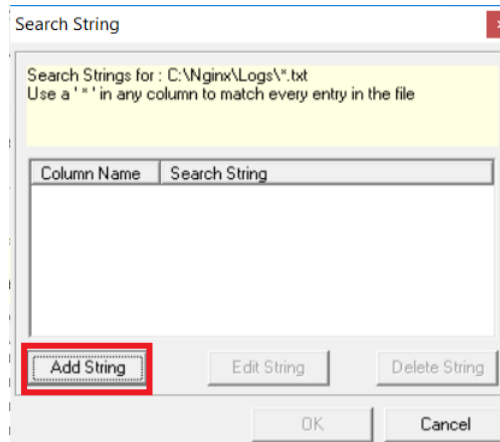 Search String
Search Strings for : C:\Nginx\Logs\*.txt
Use a ' * ' in any column to match every entry in the file
Column Name Search String
Add String Edit String Delete String
OK Cancel